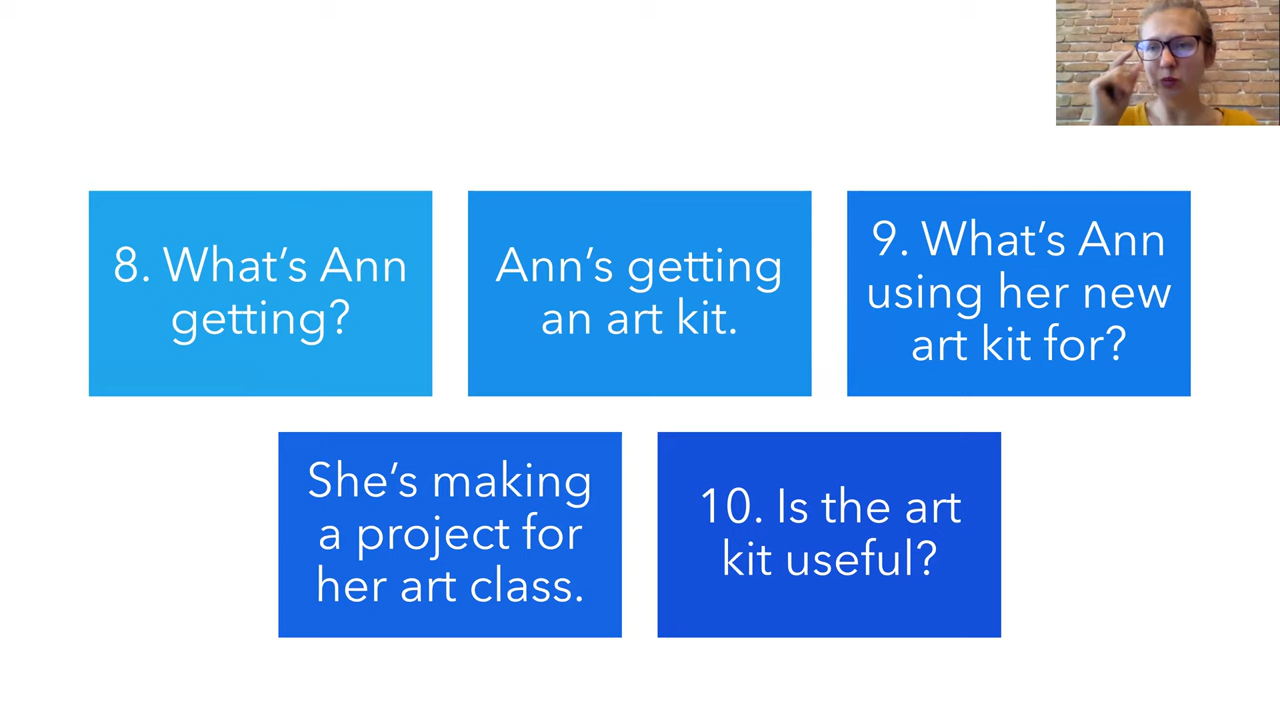 8. What’s Ann
getting?
Ann’s getting
an art kit.
9. What’s Ann
using her new
art kit for?
She’s making
a project for
her art class.
10. Is the art
kit useful?